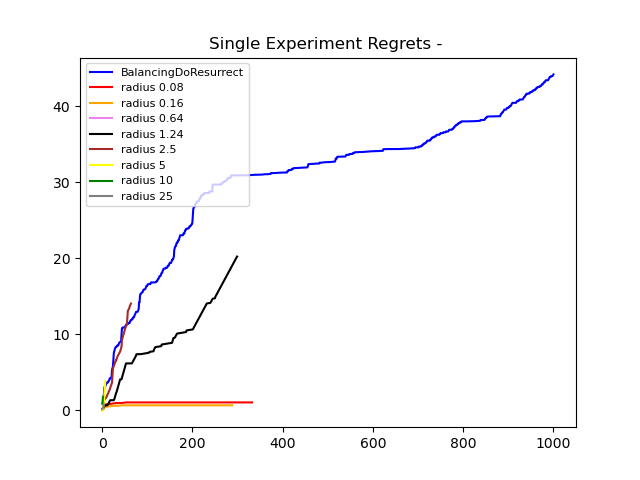 Single Experiment Regrets -
BalancingDoResurrect
radius 0.08
radius 0.16
radius 0.64
radius 1.24
radius 2.5
radius 5
radius 10
radius 25
40
30
20
10
0
0 200 400 600 800 1000